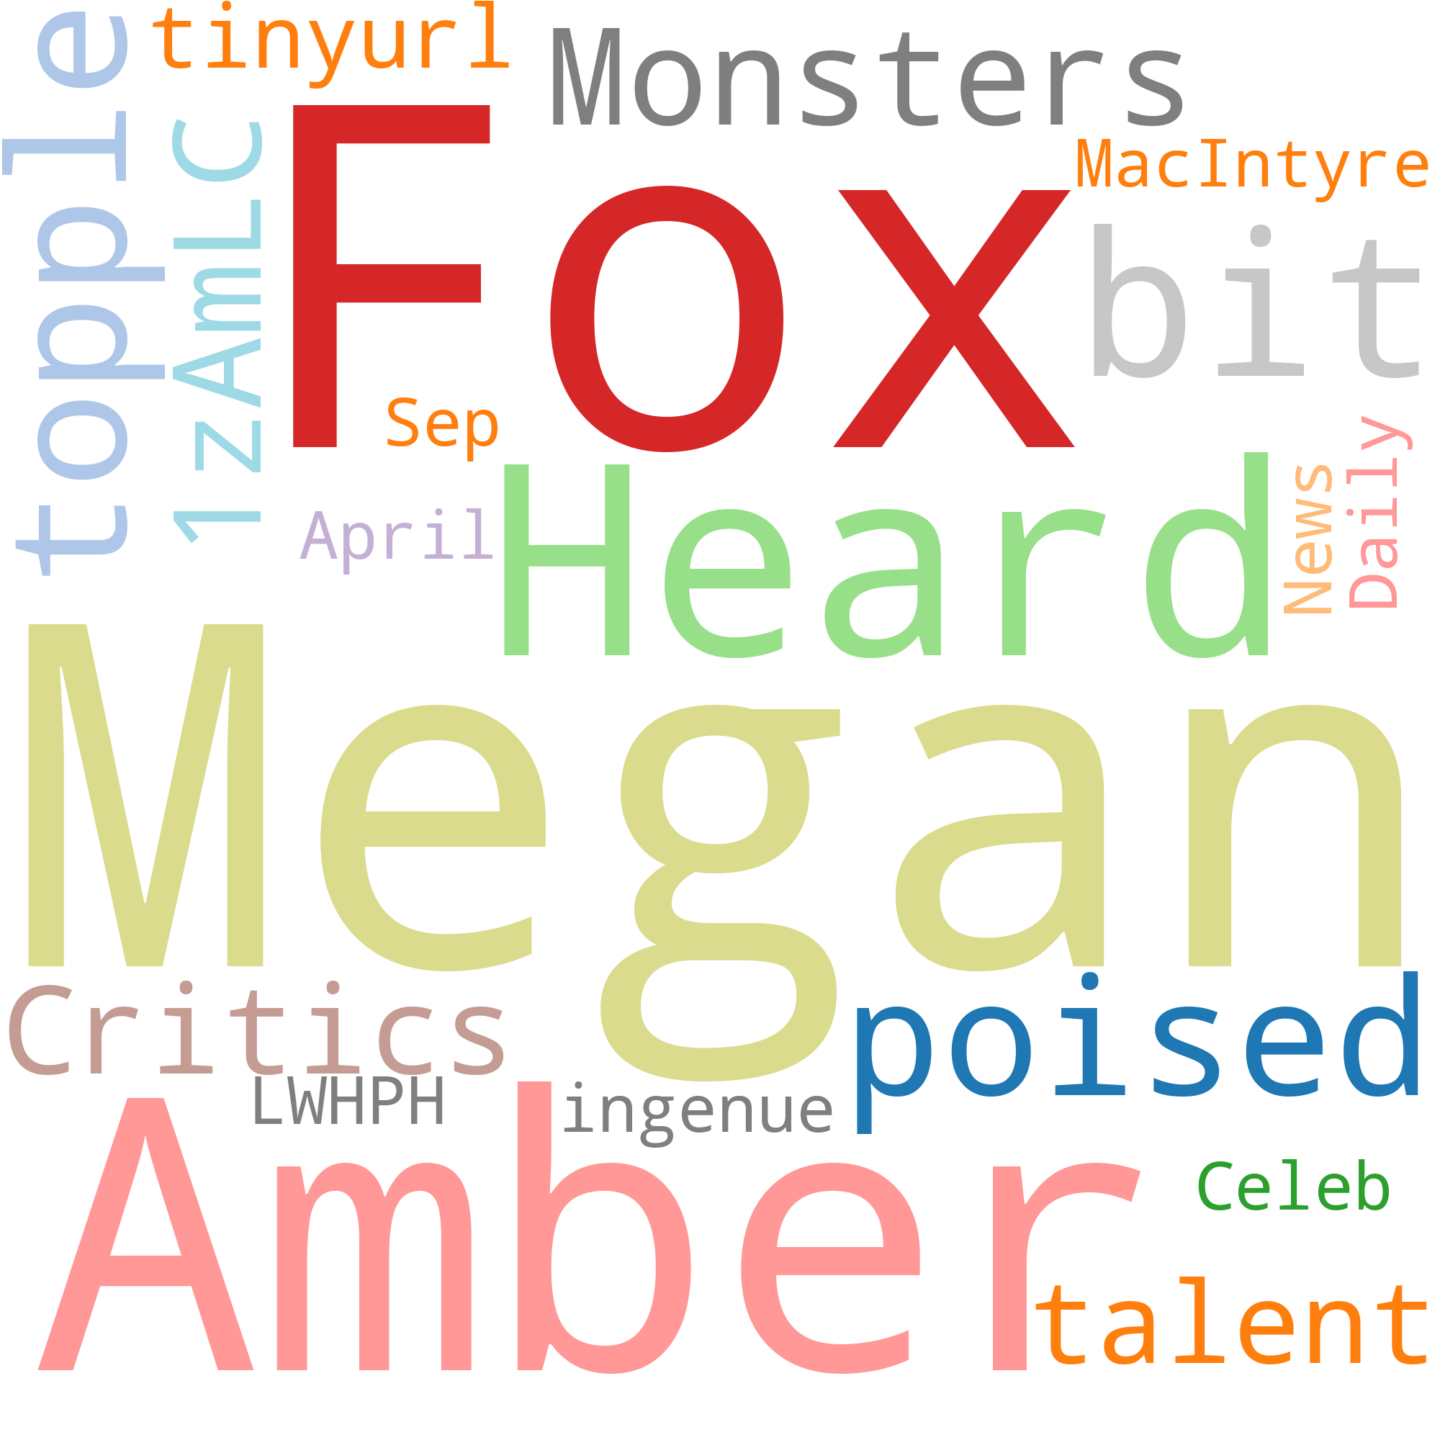 tinyurl
Monsters
topple
1zAmLC
Fox
MacIntyre
bit
Sep
April
Heard
News
Daily
Megan
Critics
poised
LWHPH
ingenue
Amber
Celeb
talent